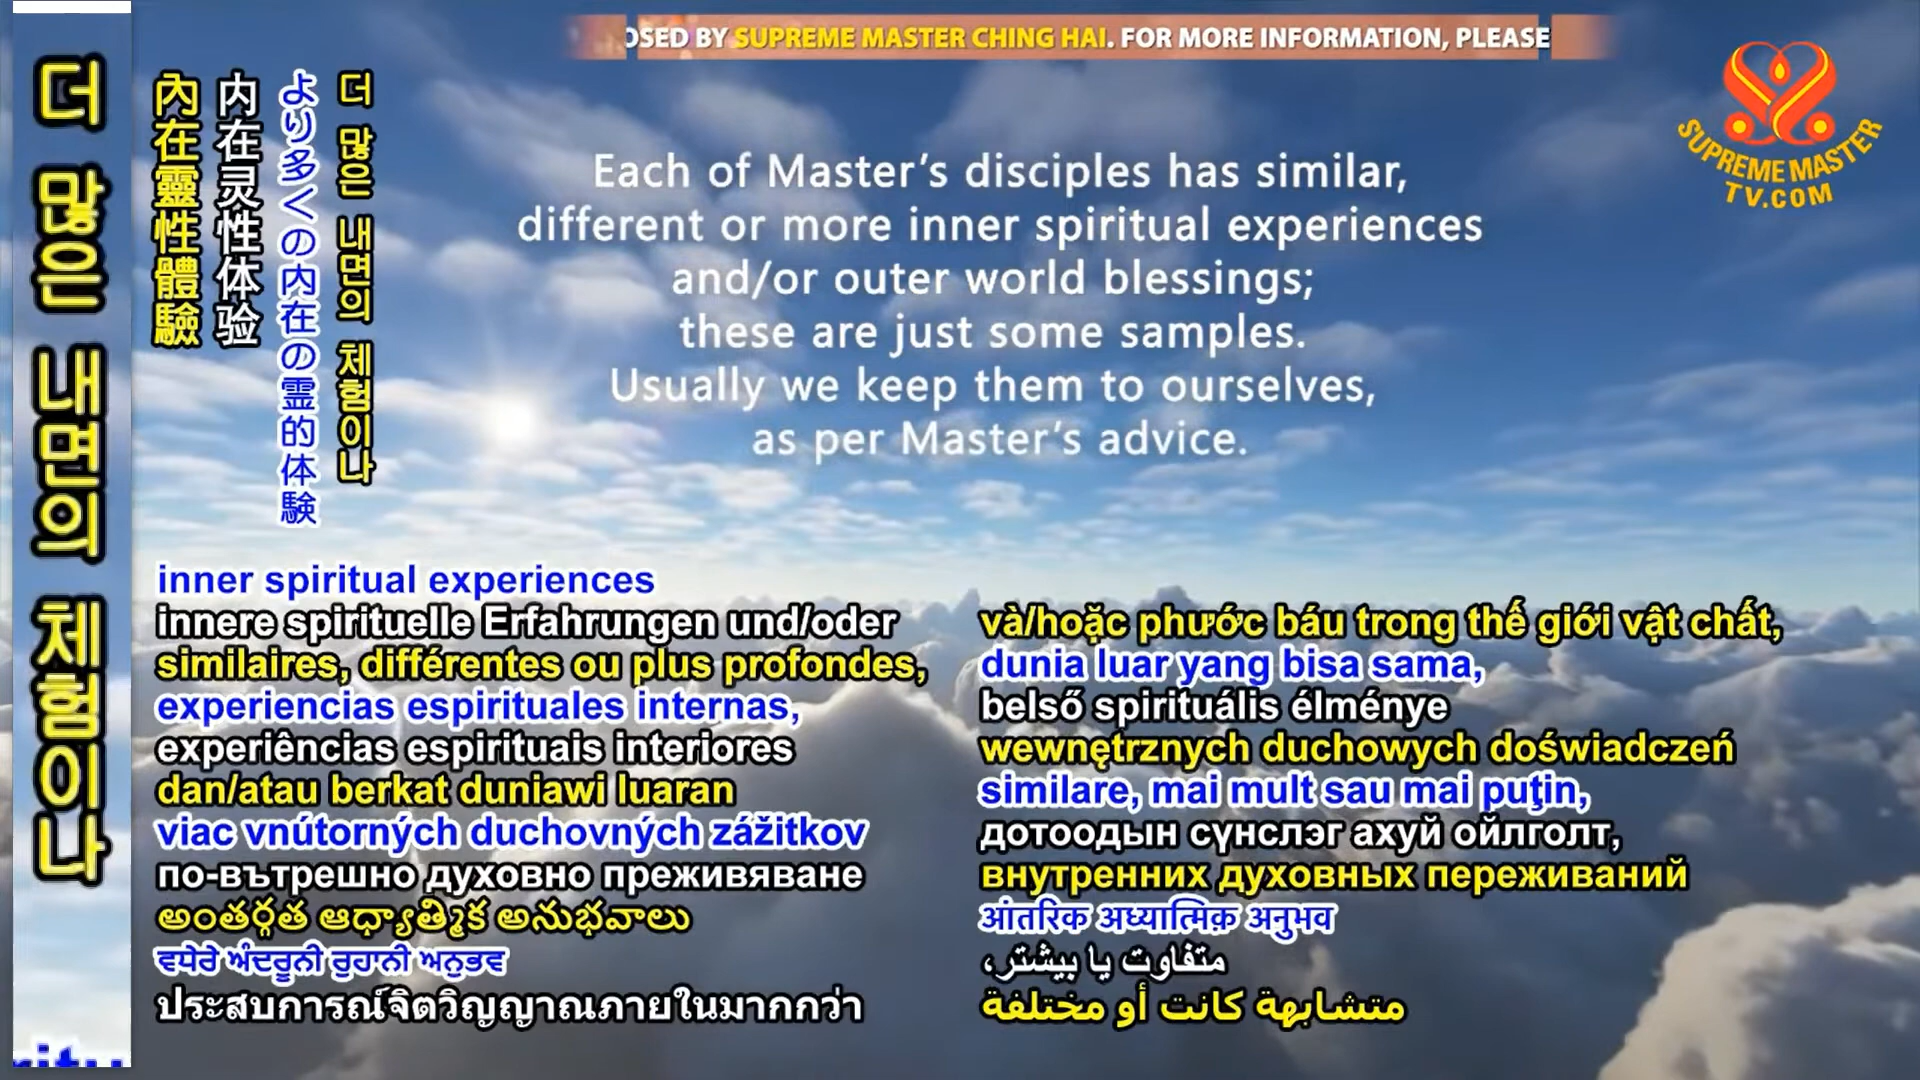 OSED BY SUPREME MASTER CHING HAI. FOR MORE INFORMATION, PLEASE
SUPREME MASTER
TV.COM
더 많은 내면의 체험이나
內在靈性體驗
内在灵性体验
より多くの内在の霊的体験
더 많은 내면의 체험이나
Each of Master's disciples has similar,
different or more inner spiritual experiences
and/or outer world blessings;
these are just some samples.
Usually we keep them to ourselves,
as per Master's advice.
inner spiritual experiences
innere spirituelle Erfahrungen und/oder
similaires, différentes ou plus profondes,
experiencias espirituales internas,
experiências espirituais interiores
dan/atau berkat duniawi luaran
viac vnútorných duchovných zážitkov
по-вътрешно духовно преживяване
అంతర్గత ఆధ్యాత్మిక అనుభవాలు
ਵਧੇਰੇ ਅੰਦਰੂਨੀ ਰੁਹਾਨੀ ਅਨੁਭਵ
ประสบการณ์จิตวิญญาณภายในมากกว่า
và/hoặc phước báu trong thế giới vật chất,
dunia luar yang bisa sama,
belső spirituális élménye
wewnętrznych duchowych doświadczeń
similare, mai mult sau mai puţin,
дотоодын сүнслэг ахуй ойлголт,
внутренних духовных переживаний
आंतरिक अध्यात्मिक़ अनुभव
متفاوت یا بیشتر،
متشابهة كانت أو مختلفة